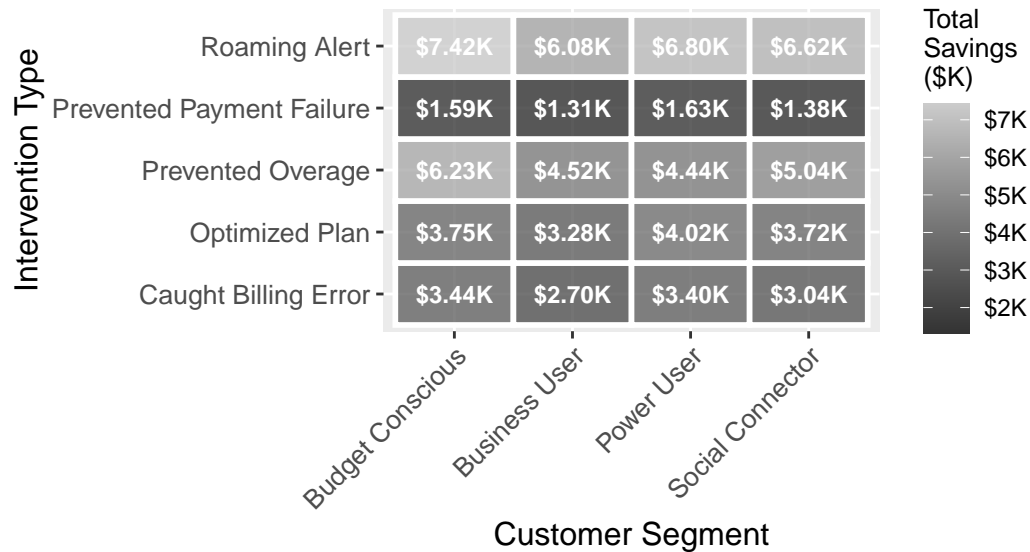 Intervention Type
Roaming Alert $7.42K $6.08K $6.80K $6.62K
Prevented Payment Failure $1.59K $1.31K $1.63K $1.38K
Prevented Overage $6.23K $4.52K $4.44K $5.04K
Optimized Plan $3.75K $3.28K $4.02K $3.72K
Caught Billing Error $3.44K $2.70K $3.40K $3.04K
Budget Conscious
Business User
Power User
Social Connector
Customer Segment
Total
Savings
($K)
$7K
$6K
$5K
$4K
$3K
$2K